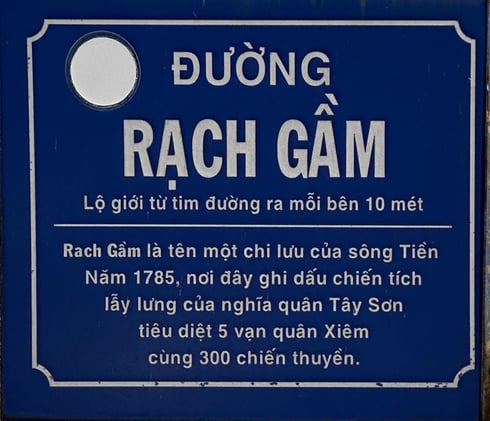 ĐƯỜNG
RẠCH GẦM
Lộ giới từ tim đường ra mỗi bên 10 mét
Rach Gầm là tên một chi lưu của sông Tiền
Năm 1785, nơi đây ghi dấu chiến tích
lẫy lưng của nghĩa quân Tây Sơn
tiêu diệt 5 vạn quân Xiêm
cùng 300 chiến thuyền.